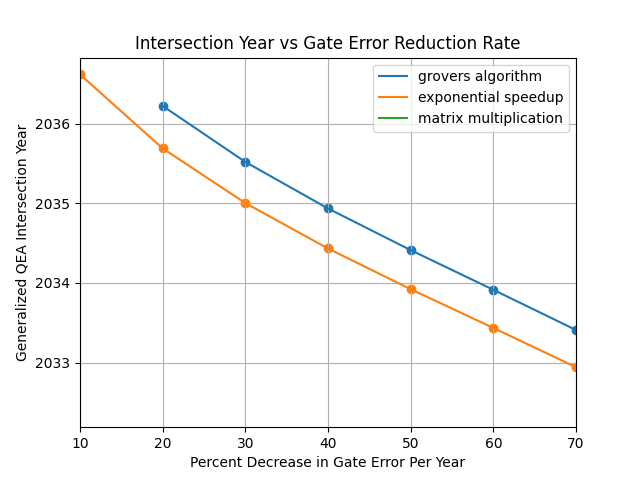 Intersection Year vs Gate Error Reduction Rate
grovers algorithm
exponential speedup
matrix multiplication
Generalized QEA Intersection Year
2036
2035
2034
2033
10 20 30 40 50 60 70
Percent Decrease in Gate Error Per Year